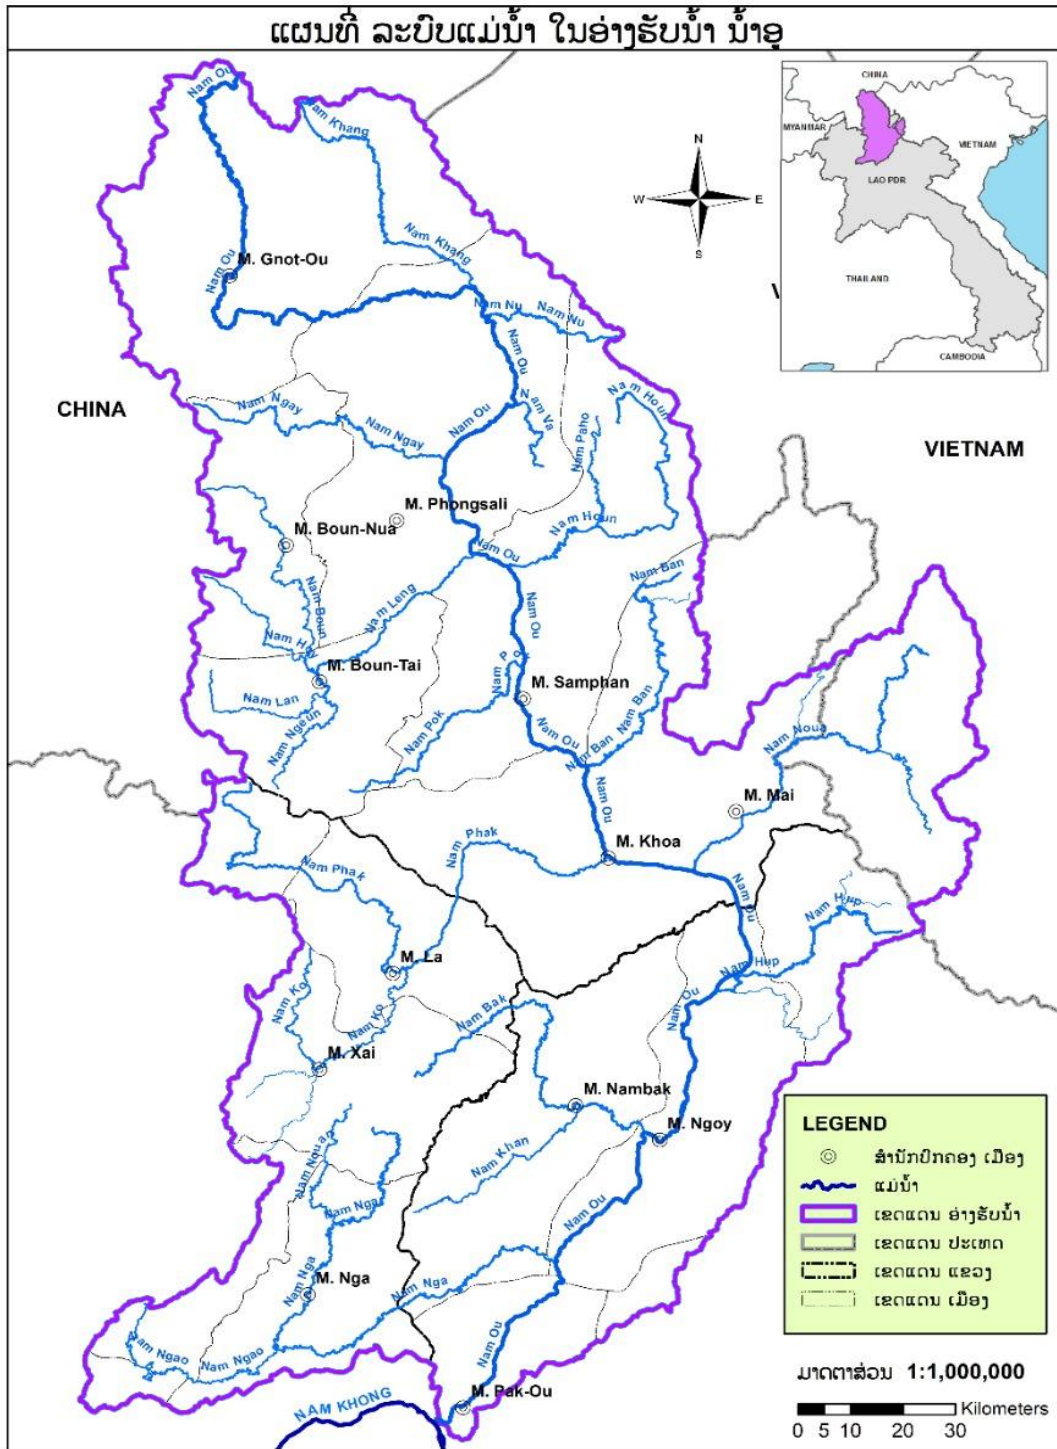 ແຜນທີ່ ລະບົບແມ່ນ້ຳ ໃນອ່າງຮັບນ້ຳ ນ້ຳອູ
CHINA
MYANMAR
VIETNAM
LAO PDR
THAILAND
CAMBODIA
N
W
E
S
Nam Ou
Nam Khang
Nam Khang
Nam Ou
M. Gnot-Ou
Nam Nu
Nam Nu
Nam Ou
CHINA
Nam Ngay
Nam Ngay
Nam Ou
Nam Va
Nam Paho
Nam Houn
VIETNAM
M. Phongsali
M. Boun-Nua
Nam Houn
Nam Ou
Nam Ban
Nam Boun
Nam Leng
Nam Ou
M. Boun-Tai
Nam Lan
Nam Ngeun
Nam Pok
Nam Pok
M. Samphan
Nam Ou
Nam Ban
Nam Ban
Nam Noua
Nam Ou
M. Mai
Nam Phak
M. Khoa
Nam Phak
Nam Ou
Nam Hup
M. La
Nam Hup
Nam Ko
Nam Ko
Nam Bak
Nam Ou
M. Xai
M. Nambak
M. Ngoy
Nam Khan
Nam Nouan
Nam Nga
Nam Ou
Nam Nga
M. Nga
Nam Nga
Nam Ngao
Nam Ngao
Nam Ou
NAM KHONG
M. Pak-Ou
LEGEND
ສຳນັກປົກຄອງ ເມືອງ
ແມ່ນ້ຳ
ເຂດແດນ ອ່າງຮັບນ້ຳ
ເຂດແດນ ປະເທດ
ເຂດແດນ ແຂວງ
ເຂດແດນ ເມືອງ
ມາດຕາສ່ວນ 1:1,000,000
0 5 10 20 30 Kilometers